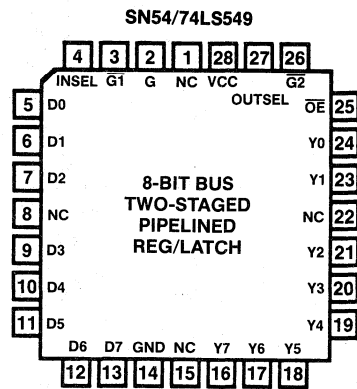 SN54/74LS549
4 3 2 1 28 27 26
INSEL G1 G NC VCC OUTSEL G2
5 D0 OE 25
6 D1 Y0 24
7 D2 Y1 23
8 NC NC 22
9 D3 Y2 21
10 D4 Y3 20
11 D5 Y4 19
8-BIT BUS
TWO-STAGED
PIPELINED
REG/LATCH
D6 D7 GND NC Y7 Y6 Y5
12 13 14 15 16 17 18